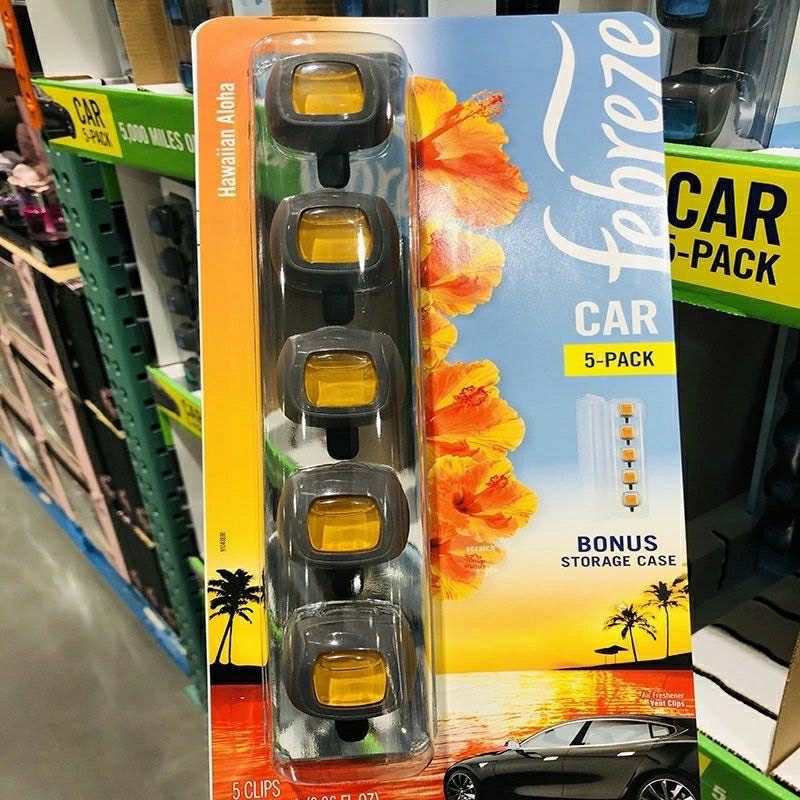 CAR
5-PACK
5,000 MILES O
Hawaiian Aloha
febreze
CAR
5-PACK
CAR
5-PACK
BONUS
STORAGE CASE
scratch
Air Freshener
Vent Clips
5 CLIPS